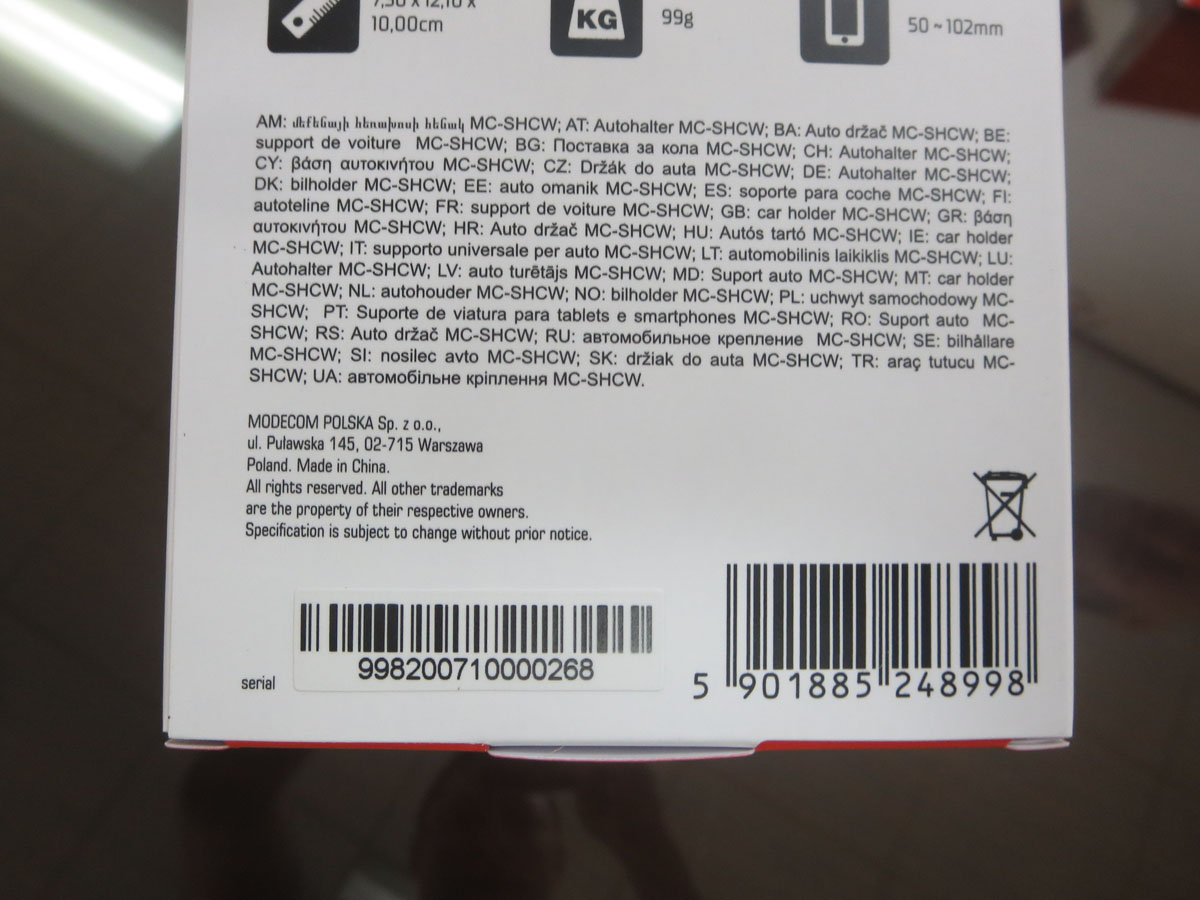 7,50 x 12,10 x
10,00cm
KG
99g
50 ~ 102mm
AM: մեքենայի հեռախոսի հենակ MC-SHCW; AT: Autohalter MC-SHCW; BA: Auto držač MC-SHCW; BE:
support de voiture MC-SHCW; BG: Поставка за кола MC-SHCW; CH: Autohalter MC-SHCW;
CY: βάση αυτοκινήτου MC-SHCW; CZ: Držák do auta MC-SHCW; DE: Autohalter MC-SHCW;
DK: bilholder MC-SHCW; EE: auto omanik MC-SHCW; ES: soporte para coche MC-SHCW; FI:
autoteline MC-SHCW; FR: support de voiture MC-SHCW; GB: car holder MC-SHCW; GR: βάση
αυτοκινήτου MC-SHCW; HR: Auto držač MC-SHCW; HU: Autós tartó MC-SHCW; IE: car holder
MC-SHCW; IT: supporto universale per auto MC-SHCW; LT: automobilinis laikiklis MC-SHCW; LU:
Autohalter MC-SHCW; LV: auto turētājs MC-SHCW; MD: Suport auto MC-SHCW; MT: car holder
MC-SHCW; NL: autohouder MC-SHCW; NO: bilholder MC-SHCW; PL: uchwyt samochodowy MC-
SHCW; PT: Suporte de viatura para tablets e smartphones MC-SHCW; RO: Suport auto MC-
SHCW; RS: Auto držač MC-SHCW; RU: автомобильное крепление MC-SHCW; SE: bilhållare
MC-SHCW; SI: nosilec avto MC-SHCW; SK: držiak do auta MC-SHCW; TR: araç tutucu MC-
SHCW; UA: автомобільне кріплення MC-SHCW.
MODECOM POLSKA Sp. z o.o.,
ul. Puławska 145, 02-715 Warszawa
Poland. Made in China.
All rights reserved. All other trademarks
are the property of their respective owners.
Specification is subject to change without prior notice.
serial
998200710000268
5 901885 248998